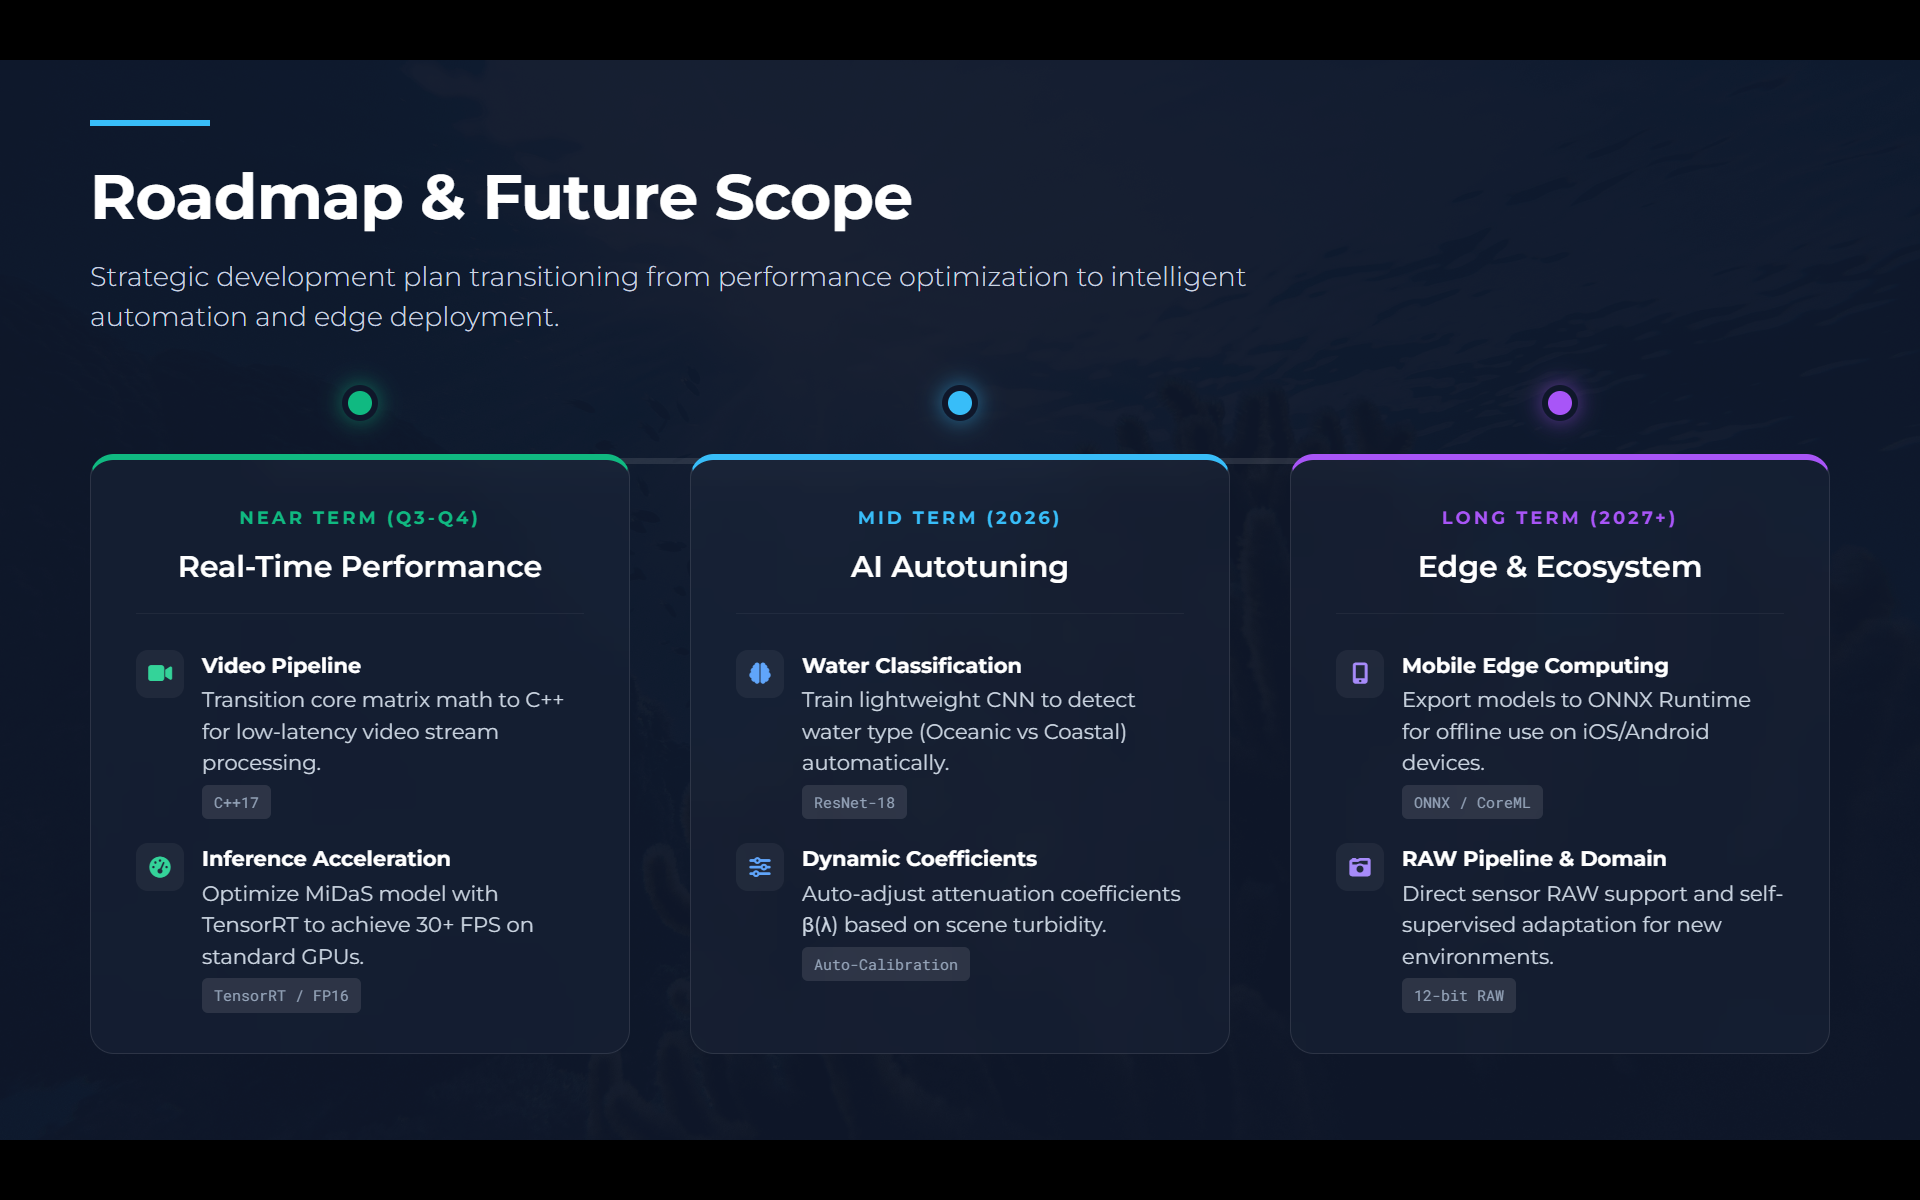 Roadmap & Future Scope
Strategic development plan transitioning from performance optimization to intelligent
automation and edge deployment.
NEAR TERM (Q3-Q4)
Real-Time Performance
Video Pipeline
Transition core matrix math to C++
for low-latency video stream
processing.
C++17
Inference Acceleration
Optimize MiDaS model with
TensorRT to achieve 30+ FPS on
standard GPUs.
TensorRT / FP16
MID TERM (2026)
AI Autotuning
Water Classification
Train lightweight CNN to detect
water type (Oceanic vs Coastal)
automatically.
ResNet-18
Dynamic Coefficients
Auto-adjust attenuation coefficients
β(λ) based on scene turbidity.
Auto-Calibration
LONG TERM (2027+)
Edge & Ecosystem
Mobile Edge Computing
Export models to ONNX Runtime
for offline use on iOS/Android
devices.
ONNX / CoreML
RAW Pipeline & Domain
Direct sensor RAW support and self-
supervised adaptation for new
environments.
12-bit RAW